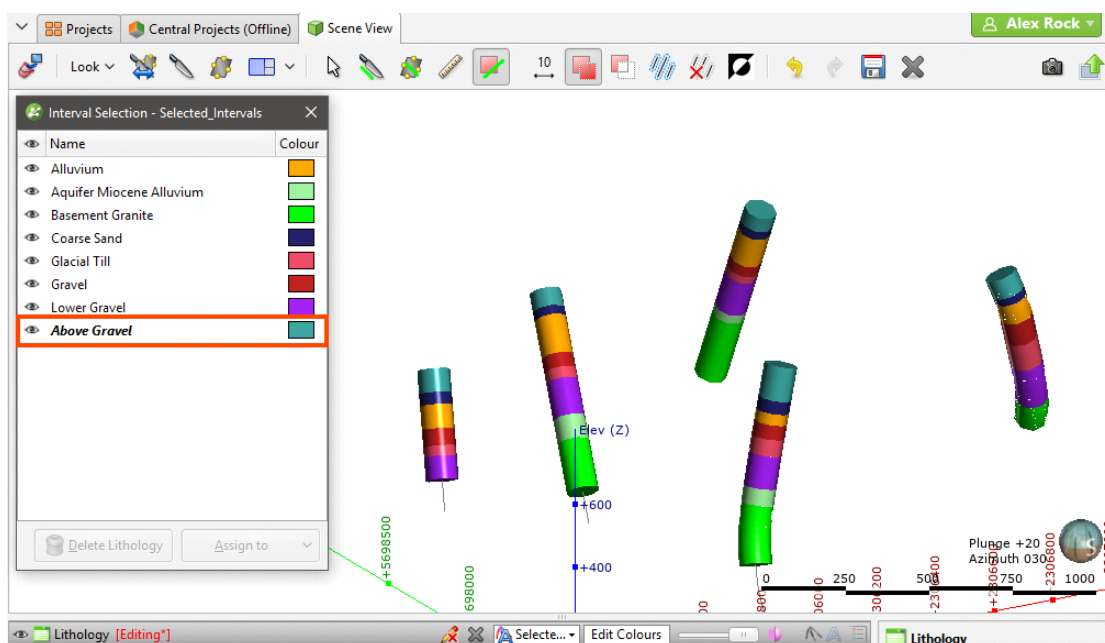 Projects
Central Projects (Offline)
Scene View
Alex Rock
Look
10
Interval Selection - Selected_Intervals
Name
Colour
Alluvium
Aquifer Miocene Alluvium
Basement Granite
Coarse Sand
Glacial Till
Gravel
Lower Gravel
Above Gravel
Delete Lithology
Assign to
Elev (Z)
+600
+400
+5698500
698000
Plunge +20
Azimuth 030
0
250
500
750
1000
Lithology [Editing*]
Selecte...
Edit Colours
Lithology